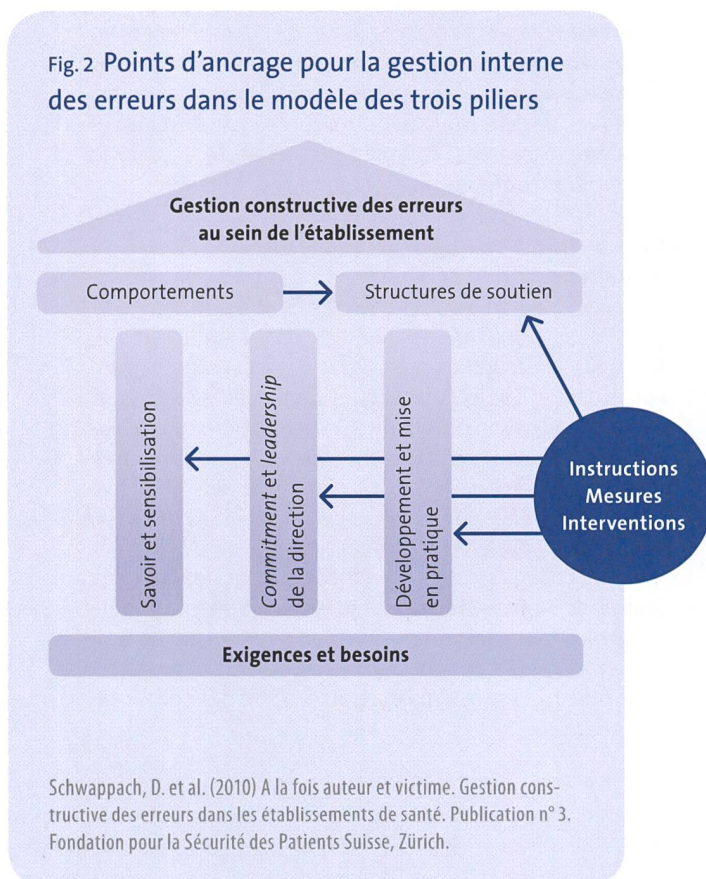 Fig. 2 Points d'ancrage pour la gestion interne
des erreurs dans le modèle des trois piliers
Gestion constructive des erreurs
au sein de l'établissement
Comportements
Structures de soutien
Savoir et sensibilisation
Commitment et leadership
de la direction
Développement et mise
en pratique
Instructions
Mesures
Interventions
Exigences et besoins
Schwappach, D. et al. (2010) A la fois auteur et victime. Gestion cons-
tructive des erreurs dans les établissements de santé. Publication n° 3.
Fondation pour la Sécurité des Patients Suisse, Zürich.